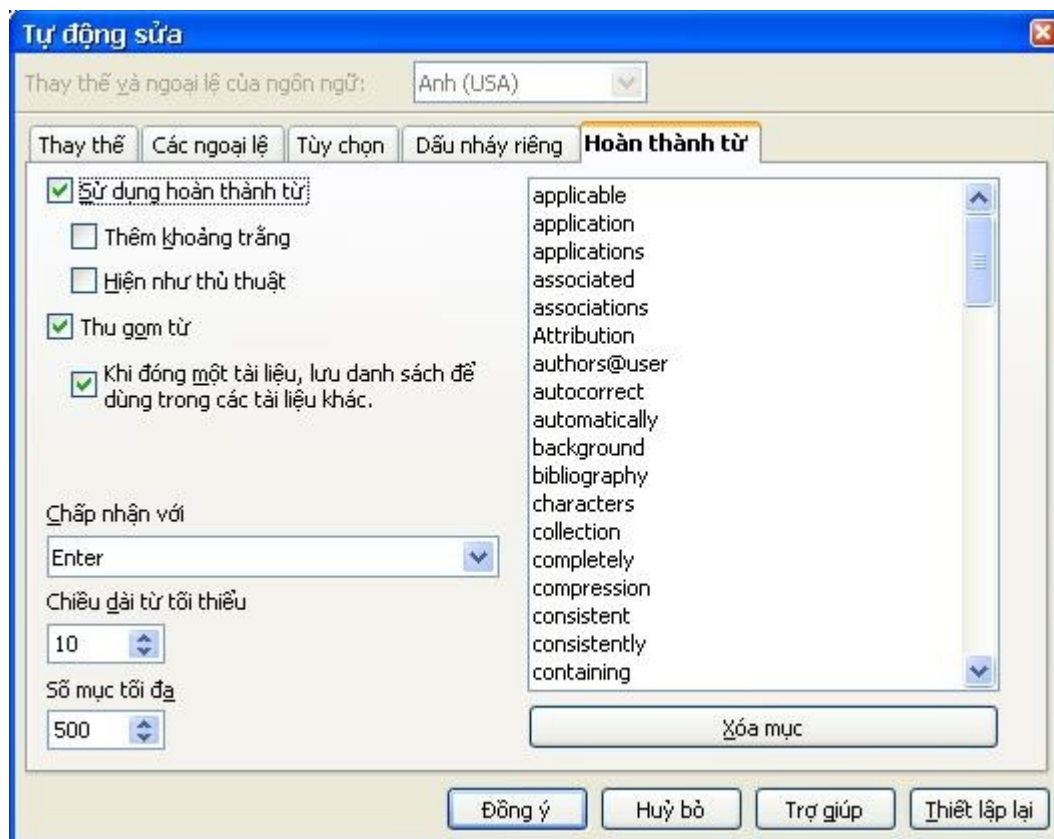 Tự động sửa
Thay thế và ngoại lệ của ngôn ngữ: Anh (USA)
Thay thế Các ngoại lệ Tùy chọn Dấu nháy riêng Hoàn thành từ
Sử dụng hoàn thành từ
Thêm khoảng trắng
Hiện như thủ thuật
Thu gom từ
Khi đóng một tài liệu, lưu danh sách để
dùng trong các tài liệu khác.
Chấp nhận với
Enter
Chiều dài từ tối thiểu
10
Số mục tối đa
500
applicable
application
applications
associated
associations
Attribution
authors@user
autocorrect
automatically
background
bibliography
characters
collection
completely
compression
consistent
consistently
containing
Xóa mục
Đồng ý Huỷ bỏ Trợ giúp Thiết lập lại